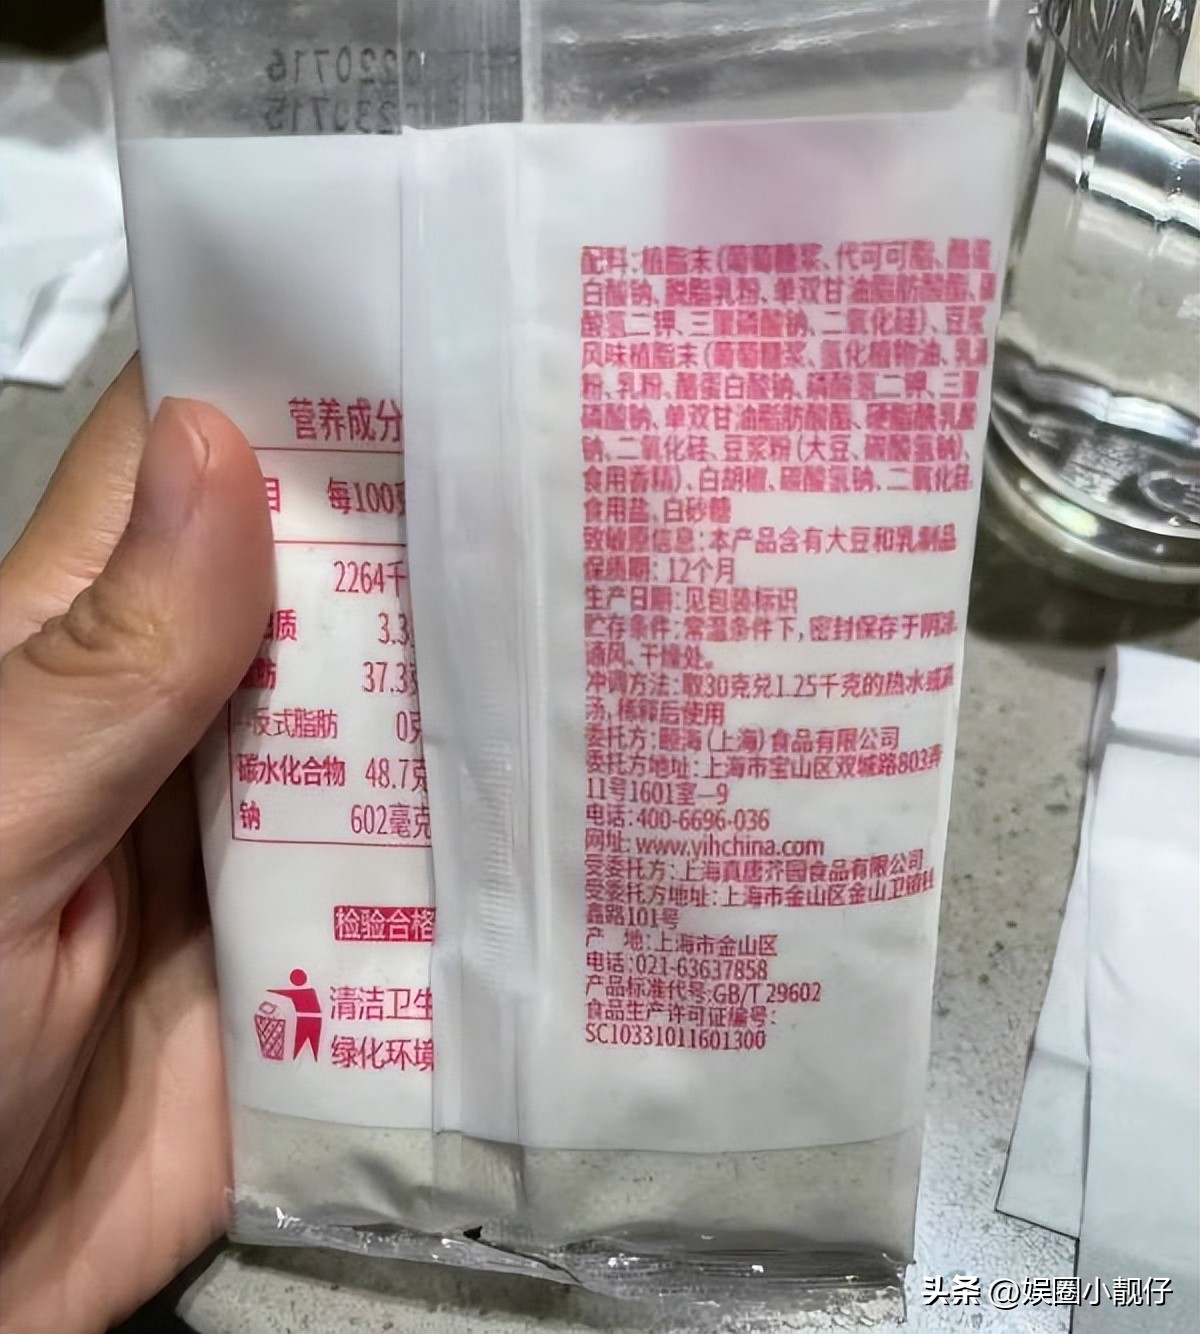 0220716
230715
营养成分
每100克
2264千
质 3.3
肪 37.3克
反式脂肪 0克
碳水化合物 48.7克
钠 602毫克
检验合格
清洁卫生
绿化环境
配料:植脂末(葡萄糖浆、代可可脂、酪蛋
白酸钠、脱脂乳粉、单双甘油脂肪酸酯、磷
酸氢二钾、三聚磷酸钠、二氧化硅)、豆浆
风味植脂末(葡萄糖浆、氢化植物油、乳清
粉、乳粉、酪蛋白酸钠、磷酸氢二钾、三聚
磷酸钠、单双甘油脂肪酸酯、硬脂酰乳酸
钠、二氧化硅、豆浆粉(大豆、碳酸氢钠)、
食用香精)、白胡椒、碳酸氢钠、二氧化硅、
食用盐、白砂糖
致敏原信息:本产品含有大豆和乳制品
保质期:12个月
生产日期:见包装标识
贮存条件:常温条件下,密封保存于阴凉、
通风、干燥处。
冲调方法:取30克兑1.25千克的热水或高
汤,稀释后使用
委托方:颐海(上海)食品有限公司
委托方地址:上海市宝山区双城路803弄
11号1601室—9
电话:400-6696-036
网址:www.yihchina.com
受委托方:上海真唐芥园食品有限公司
受委托方地址:上海市金山区金山卫镇钱
鑫路101号
产 地:上海市金山区
电话:021-63637858
产品标准代号:GB/T 29602
食品生产许可证编号:
SC10331011601300
头条 @娱圈小靓仔